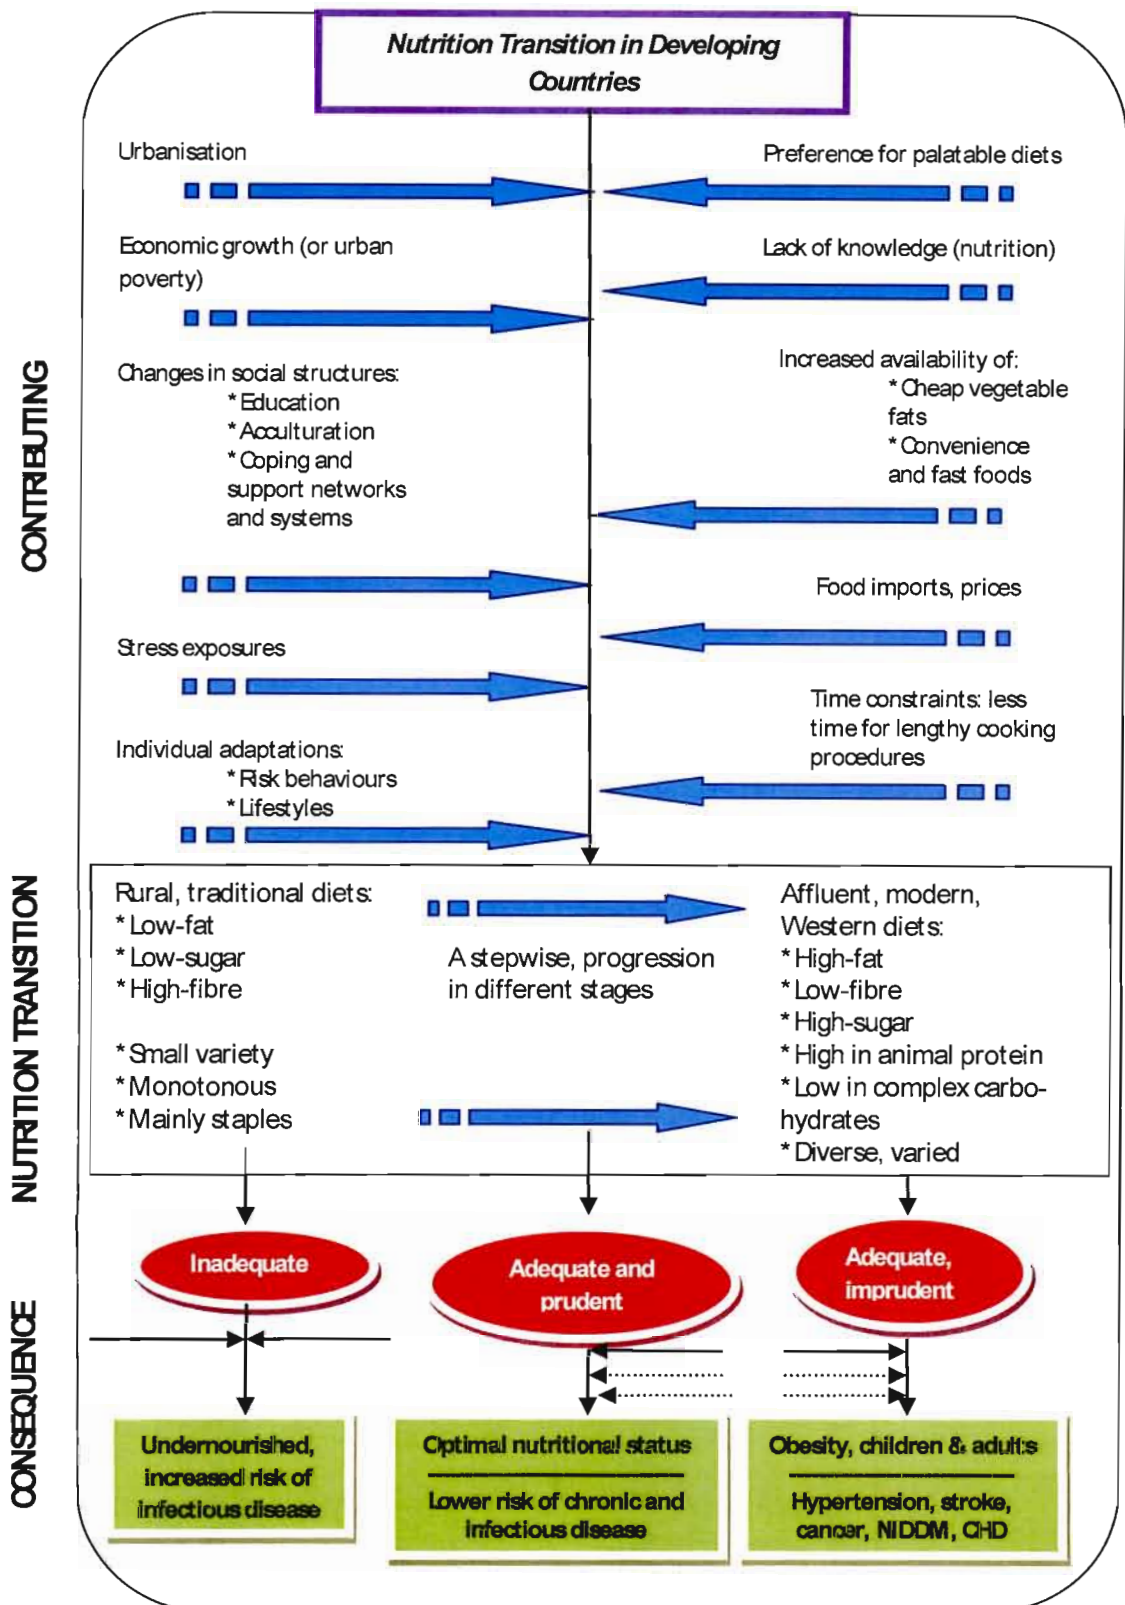 Nutrition Transition in Developing
Countries
Urbanisation
Preference for palatable diets
Economic growth (or urban
poverty)
Lack of knowledge (nutrition)
Changes in social structures:
* Education
* Acculturation
* Coping and
support networks
and systems
Increased availability of:
* Cheap vegetable
fats
* Convenience
and fast foods
Food imports, prices
Stress exposures
Time constraints: less
time for lengthy cooking
procedures
Individual adaptations:
* Risk behaviours
* Lifestyles
CONTRIBUTING
NUTRITION TRANSITION
Rural, traditional diets:
* Low-fat
* Low-sugar
* High-fibre
* Small variety
* Monotonous
* Mainly staples
A stepwise, progression
in different stages
Affluent, modern,
Western diets:
* High-fat
* Low-fibre
* High-sugar
* High in animal protein
* Low in complex carbo-
hydrates
* Diverse, varied
CONSEQUENCE
Inadequate
Adequate and
prudent
Adequate,
imprudent
Undernourished,
increased risk of
infectious disease
Optimal nutritional status
Lower risk of chronic and
infectious disease
Obesity, children & adults
Hypertension, stroke,
cancer, NIDDM, CHD